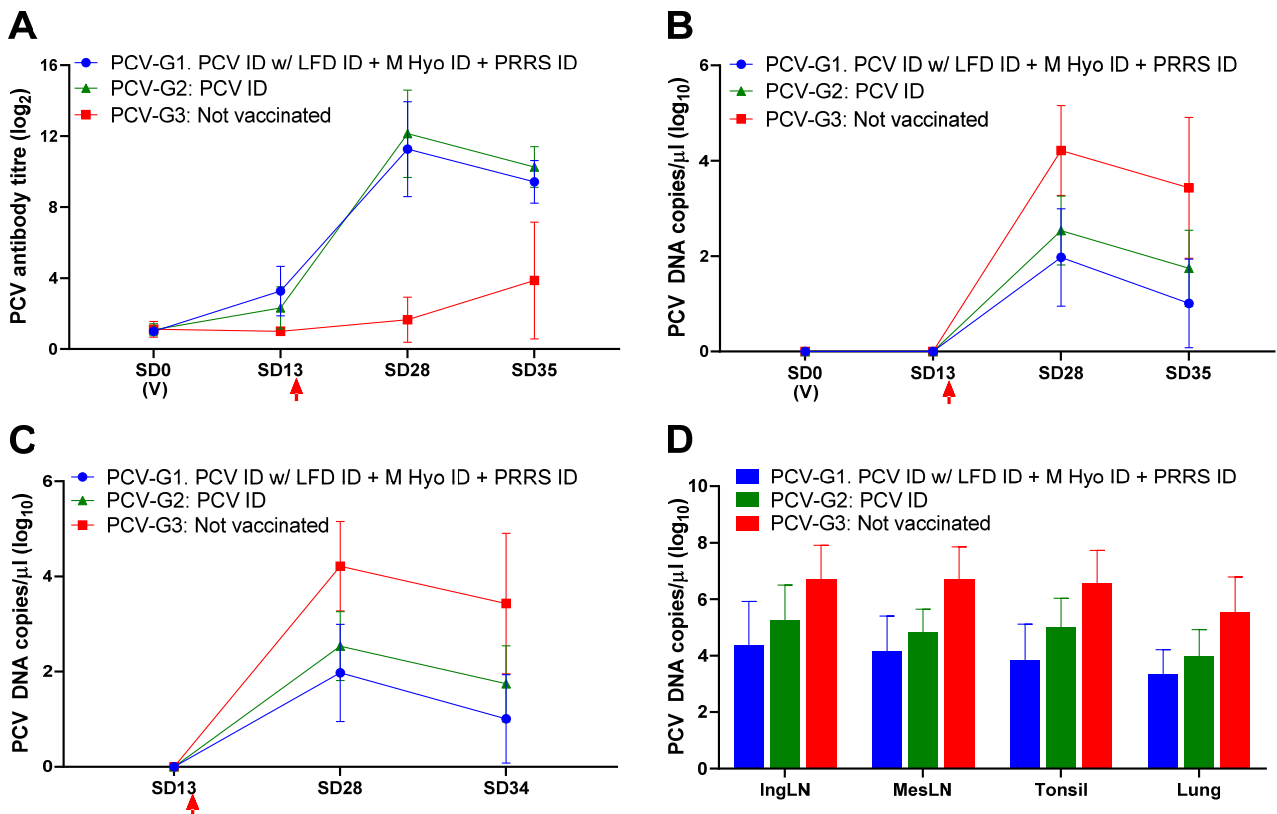 A
PCV-G1. PCV ID w/ LFD ID + M Hyo ID + PRRS ID
PCV-G2: PCV ID
PCV-G3: Not vaccinated
PCV antibody titre (log2)
16
12
8
4
0
SD0
(V)
SD13
SD28
SD35
B
PCV-G1. PCV ID w/ LFD ID + M Hyo ID + PRRS ID
PCV-G2: PCV ID
PCV-G3: Not vaccinated
PCV DNA copies/μl (log10)
6
4
2
0
SD0
(V)
SD13
SD28
SD35
C
PCV-G1. PCV ID w/ LFD ID + M Hyo ID + PRRS ID
PCV-G2: PCV ID
PCV-G3: Not vaccinated
PCV DNA copies/μl (log10)
6
4
2
0
SD13
SD28
SD34
D
PCV-G1. PCV ID w/ LFD ID + M Hyo ID + PRRS ID
PCV-G2: PCV ID
PCV-G3: Not vaccinated
PCV DNA copies/μl (log10)
10
8
6
4
2
0
IngLN
MesLN
Tonsil
Lung